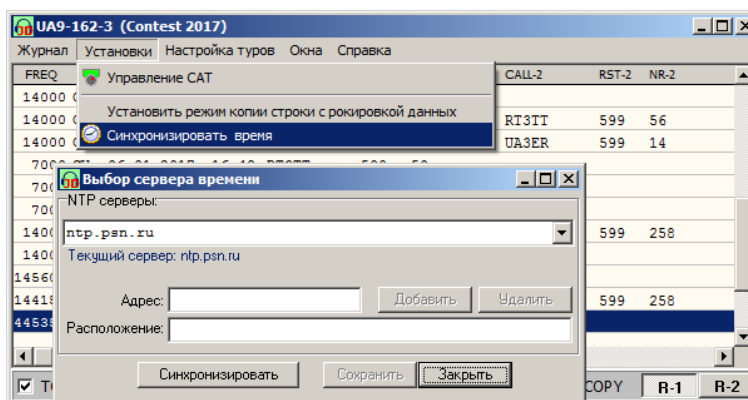 UA9-162-3 (Contest 2017)
Журнал Установки Настройка туров Окна Справка
FREQ CALL-2 RST-2 NR-2
Управление CAT
14000
Установить режим копии строки с рокировкой данных
14000 RT3TT 599 56
Синхронизировать время
14000 UA3ER 599 14
Выбор сервера времени
NTP серверы:
ntp.psn.ru
599 258
Текущий сервер: ntp.psn.ru
Адрес: Добавить Удалить
599 258
Расположение:
Синхронизировать Сохранить Закрыть
COPY R-1 R-2